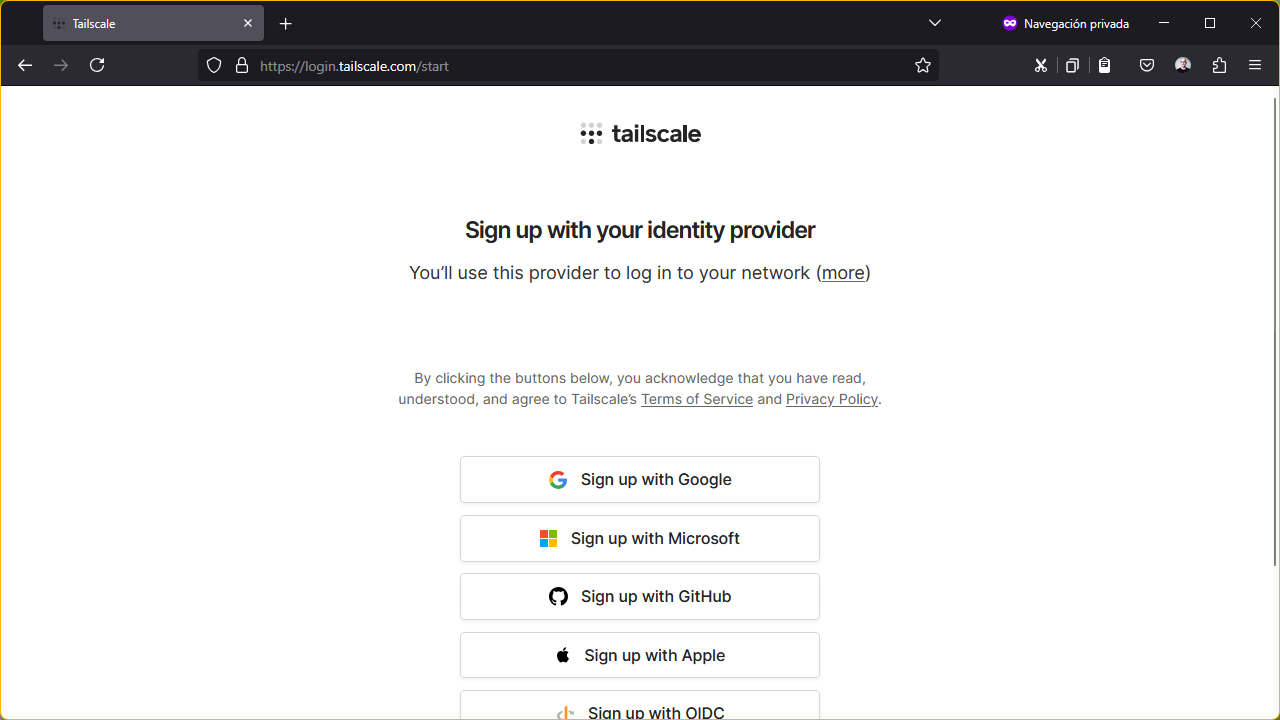 Tailscale
Navegación privada
https://login.tailscale.com/start
tailscale
Sign up with your identity provider
You’ll use this provider to log in to your network (more)
By clicking the buttons below, you acknowledge that you have read,
understood, and agree to Tailscale’s Terms of Service and Privacy Policy.
Sign up with Google
Sign up with Microsoft
Sign up with GitHub
Sign up with Apple
Sign up with OIDC